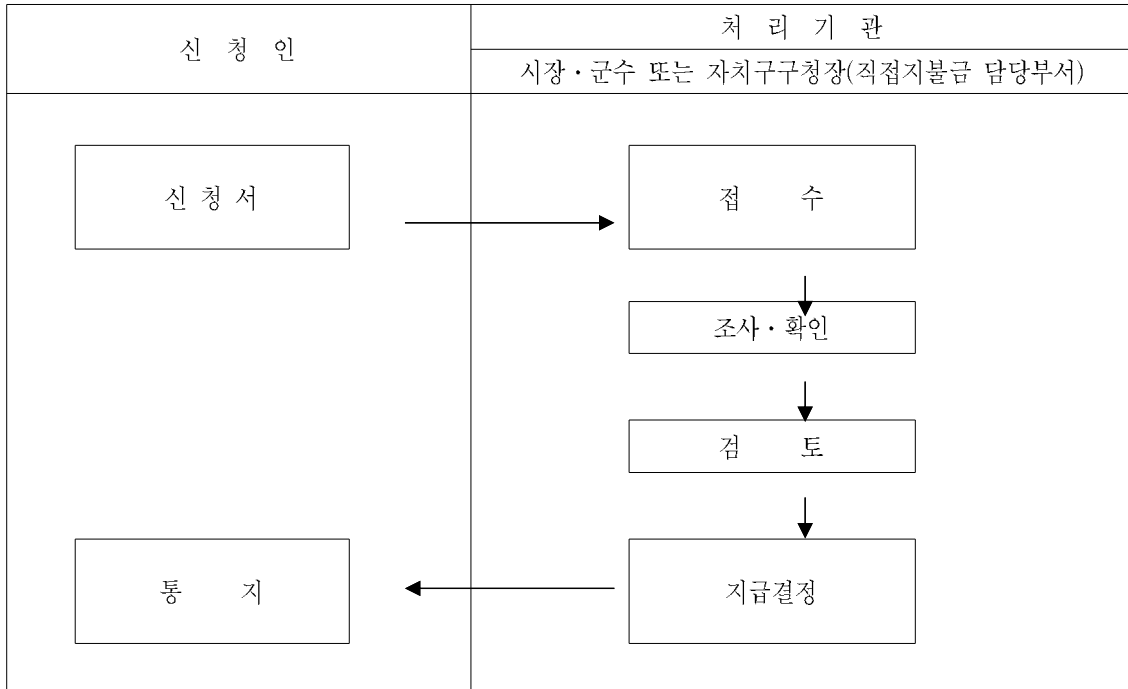 신 청 인
처 리 기 관
시장·군수 또는 자치구구청장(직접지불금 담당부서)
신 청 서
접 수
조사·확인
검 토
통 지
지급결정